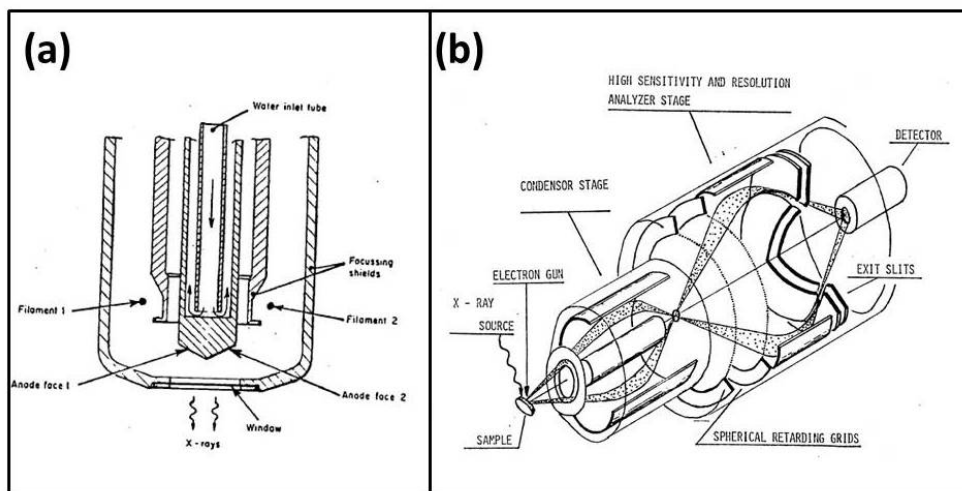 (a)
Water inlet tube
Focussing
shields
Filament 1
Filament 2
Anode face 1
Anode face 2
Window
X-rays
(b)
HIGH SENSITIVITY AND RESOLUTION
ANALYZER STAGE
DETECTOR
CONDENSOR STAGE
EXIT SLITS
ELECTRON GUN
X - RAY
SOURCE
SAMPLE
SPHERICAL RETARDING GRIDS